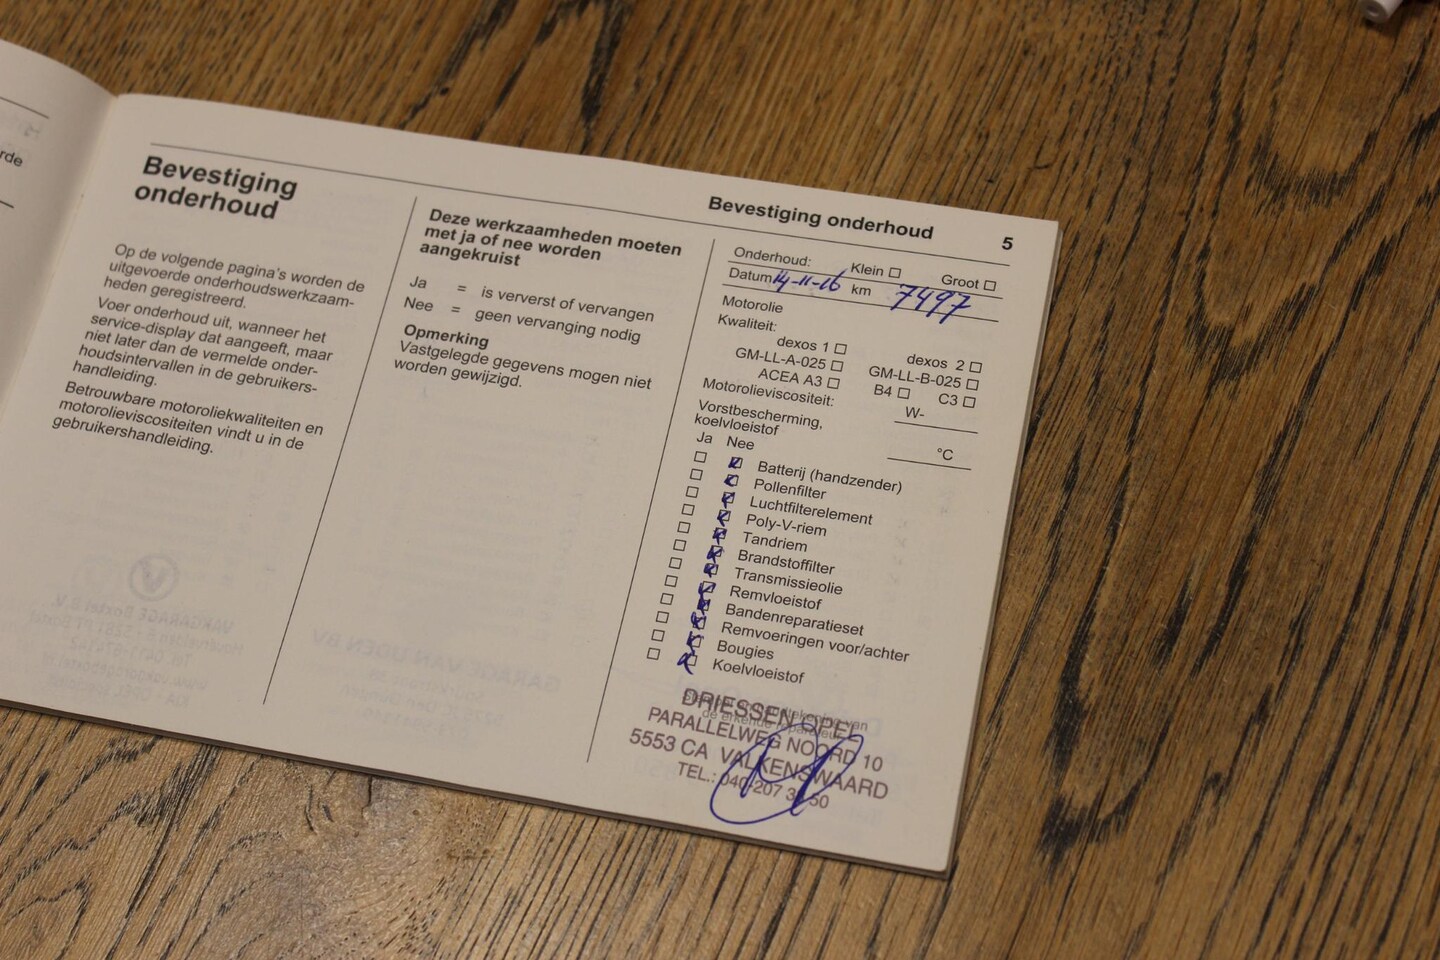 rde
Bevestiging
onderhoud
Op de volgende pagina's worden de
uitgevoerde onderhoudswerkzaam-
heden geregistreerd.
Voer onderhoud uit, wanneer het
service-display dat aangeeft, maar
niet later dan de vermelde onder-
houdsintervallen in de gebruikers-
handleiding.
Betrouwbare motoroliekwaliteiten en
motorolieviscositeiten vindt u in de
gebruikershandleiding.
Deze werkzaamheden moeten
met ja of nee worden
aangekruist
Ja = is ververst of vervangen
Nee = geen vervanging nodig
Opmerking
Vastgelegde gegevens mogen niet
worden gewijzigd.
Bevestiging onderhoud 5
Onderhoud: Klein Groot
Datum 14-11-16 km 7497
Motorolie
Kwaliteit:
dexos 1 dexos 2
GM-LL-A-025 GM-LL-B-025
ACEA A3 B4 C3
Motorolieviscositeit: W-
Vorstbescherming,
koelvloeistof °C
Ja Nee
Batterij (handzender)
Pollenfilter
Luchtfilterelement
Poly-V-riem
Tandriem
Brandstoffilter
Transmissieolie
Remvloeistof
Bandenreparatieset
Remvoeringen voor/achter
Bougies
Koelvloeistof
DRIESSEN OPEL
PARALLELWEG NOORD 10
5553 CA VALKENSWAARD
TEL.: 040-207